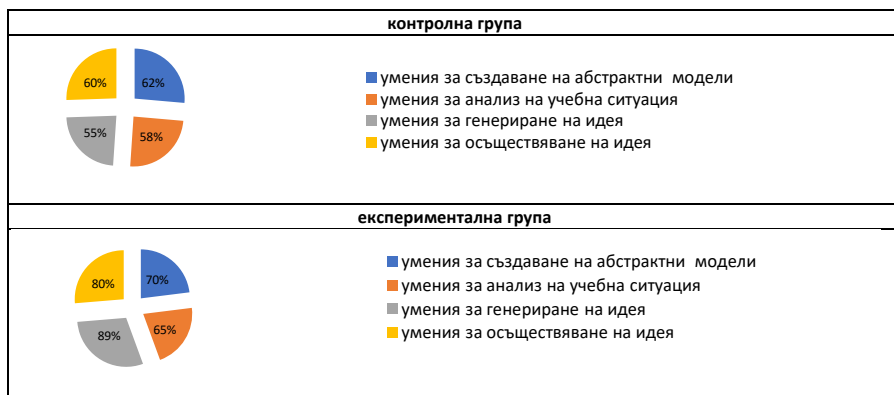 контролна група
60%
62%
55%
58%
умения за създаване на абстрактни модели
умения за анализ на учебна ситуация
умения за генериране на идея
умения за осъществяване на идея
експериментална група
80%
70%
89%
65%
умения за създаване на абстрактни модели
умения за анализ на учебна ситуация
умения за генериране на идея
умения за осъществяване на идея